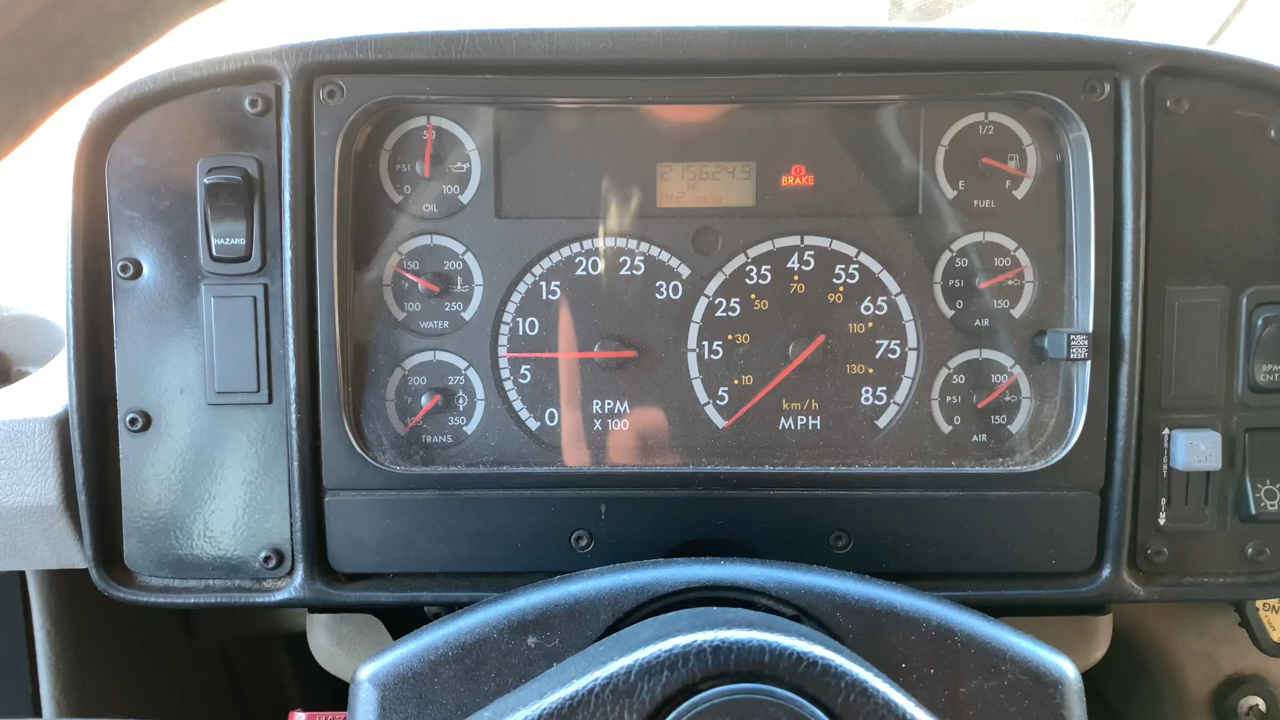 HAZARD
50
PSI
0 100
OIL
150 200
°F
100 250
WATER
200 275
°F
125 350
TRANS
215624.9
BRAKE
0 5 10 15 20 25 30
RPM
X 100
5 15 25 35 45 55 65 75 85
10 30 50 70 90 110 130
km/h
MPH
1/2
E F
FUEL
50 100
PSI
0 150
AIR
50 100
PSI
0 150
AIR
PUSH-
MODE
HOLD-
RESET
BRIGHT
DIM
RPM
CNT